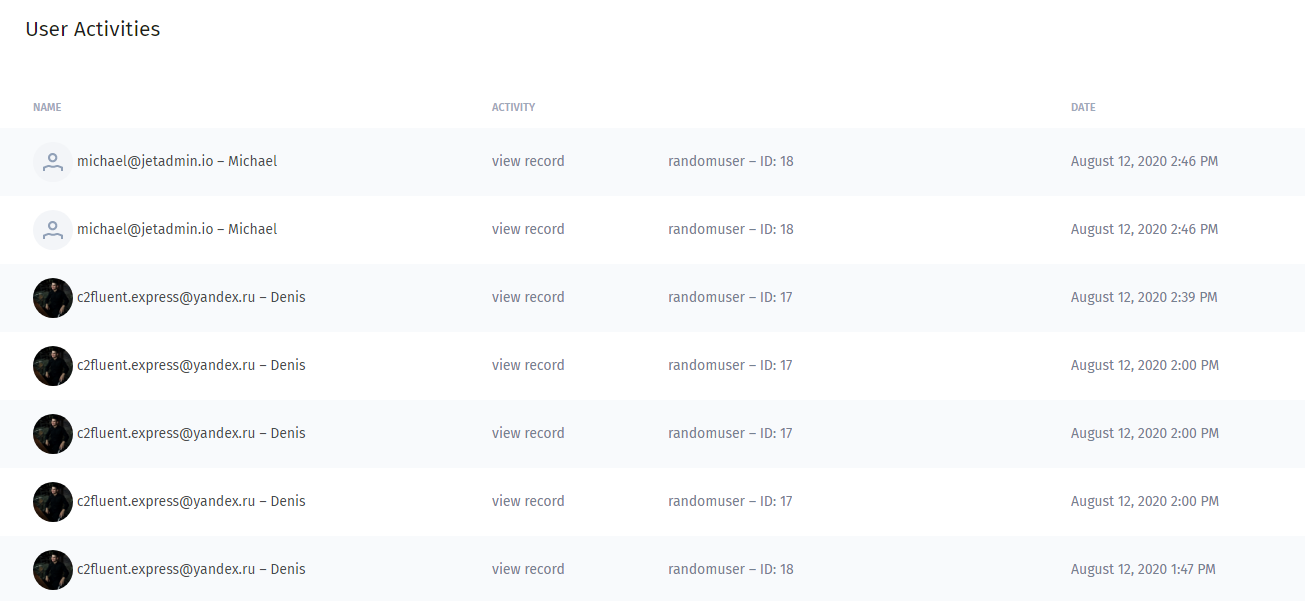 User Activities
NAME ACTIVITY DATE
michael@jetadmin.io – Michael view record randomuser – ID: 18 August 12, 2020 2:46 PM
michael@jetadmin.io – Michael view record randomuser – ID: 18 August 12, 2020 2:46 PM
c2fluent.express@yandex.ru – Denis view record randomuser – ID: 17 August 12, 2020 2:39 PM
c2fluent.express@yandex.ru – Denis view record randomuser – ID: 17 August 12, 2020 2:00 PM
c2fluent.express@yandex.ru – Denis view record randomuser – ID: 17 August 12, 2020 2:00 PM
c2fluent.express@yandex.ru – Denis view record randomuser – ID: 17 August 12, 2020 2:00 PM
c2fluent.express@yandex.ru – Denis view record randomuser – ID: 18 August 12, 2020 1:47 PM